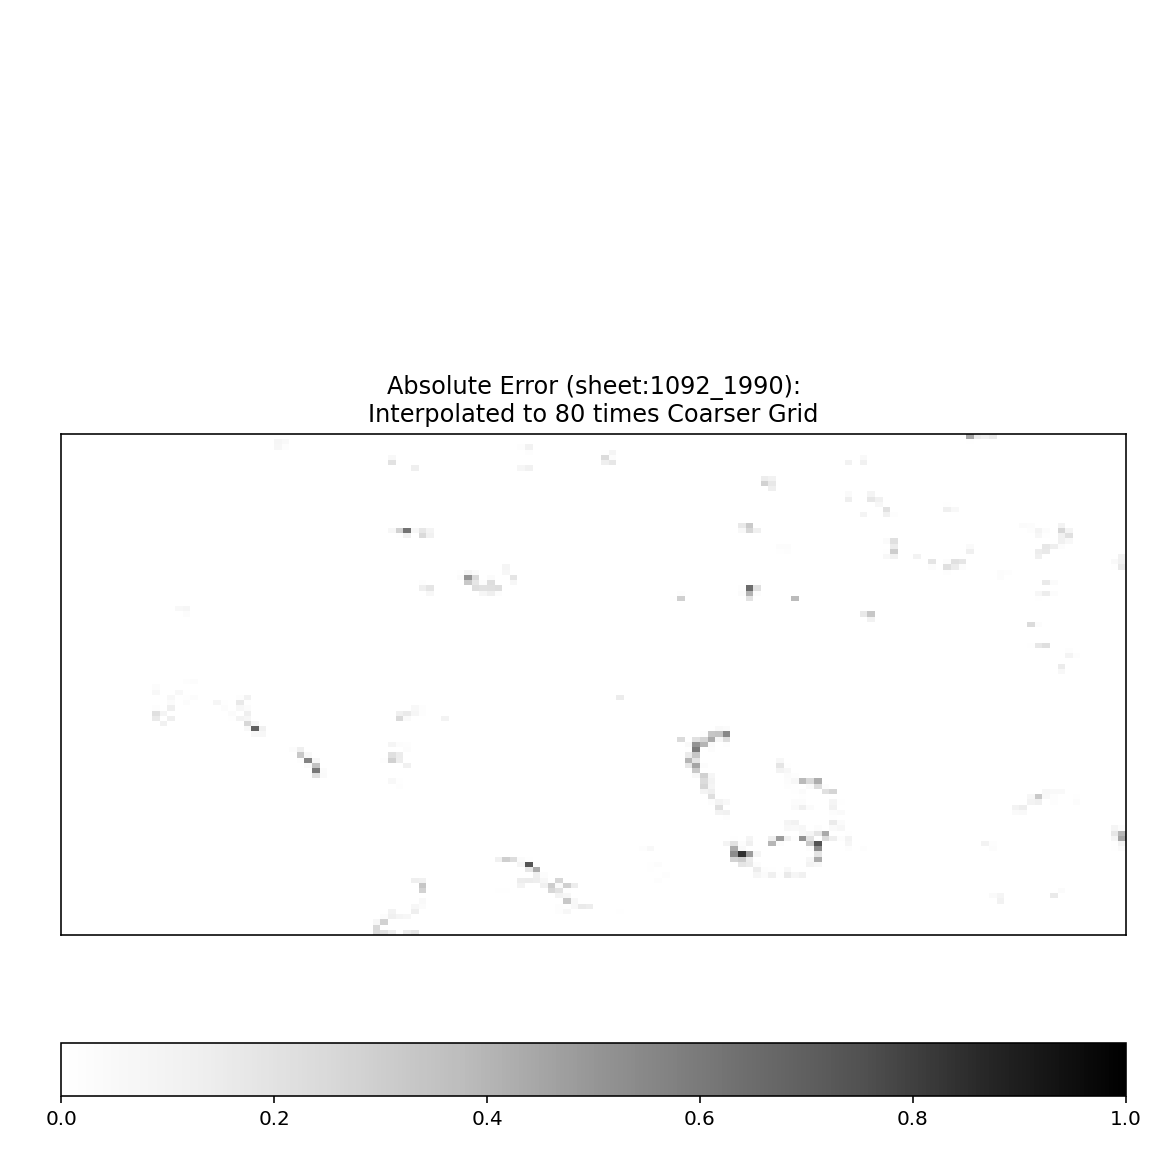 Absolute Error (sheet:1092_1990):
Interpolated to 80 times Coarser Grid
0.0 0.2 0.4 0.6 0.8 1.0